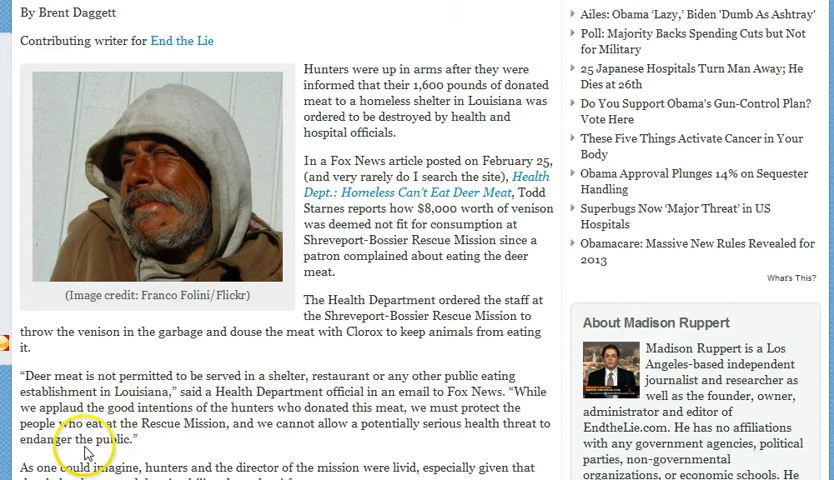 By Brent Daggett
Contributing writer for End the Lie
(Image credit: Franco Folini/Flickr)
Hunters were up in arms after they were
informed that their 1,600 pounds of donated
meat to a homeless shelter in Louisiana was
ordered to be destroyed by health and
hospital officials.
In a Fox News article posted on February 25,
(and very rarely do I search the site), Health
Dept.: Homeless Can't Eat Deer Meat, Todd
Starnes reports how $8,000 worth of venison
was deemed not fit for consumption at
Shreveport-Bossier Rescue Mission since a
patron complained about eating the deer
meat.
The Health Department ordered the staff at
the Shreveport-Bossier Rescue Mission to
throw the venison in the garbage and douse the meat with Clorox to keep animals from eating
it.
“Deer meat is not permitted to be served in a shelter, restaurant or any other public eating
establishment in Louisiana,” said a Health Department official in an email to Fox News. “While
we applaud the good intentions of the hunters who donated this meat, we must protect the
people who eat at the Rescue Mission, and we cannot allow a potentially serious health threat to
endanger the public.”
As one could imagine, hunters and the director of the mission were livid, especially given that
Ailes: Obama 'Lazy,' Biden 'Dumb As Ashtray'
Poll: Majority Backs Spending Cuts but Not
for Military
25 Japanese Hospitals Turn Man Away; He
Dies at 26th
Do You Support Obama's Gun-Control Plan?
Vote Here
These Five Things Activate Cancer in Your
Body
Obama Approval Plunges 14% on Sequester
Handling
Superbugs Now 'Major Threat' in US
Hospitals
Obamacare: Massive New Rules Revealed for
2013
What's This?
About Madison Ruppert
Madison Ruppert is a Los
Angeles-based independent
journalist and researcher as
well as the founder, owner,
administrator and editor of
EndtheLie.com. He has no affiliations
with any government agencies, political
parties, non-governmental
organizations, or economic schools. He